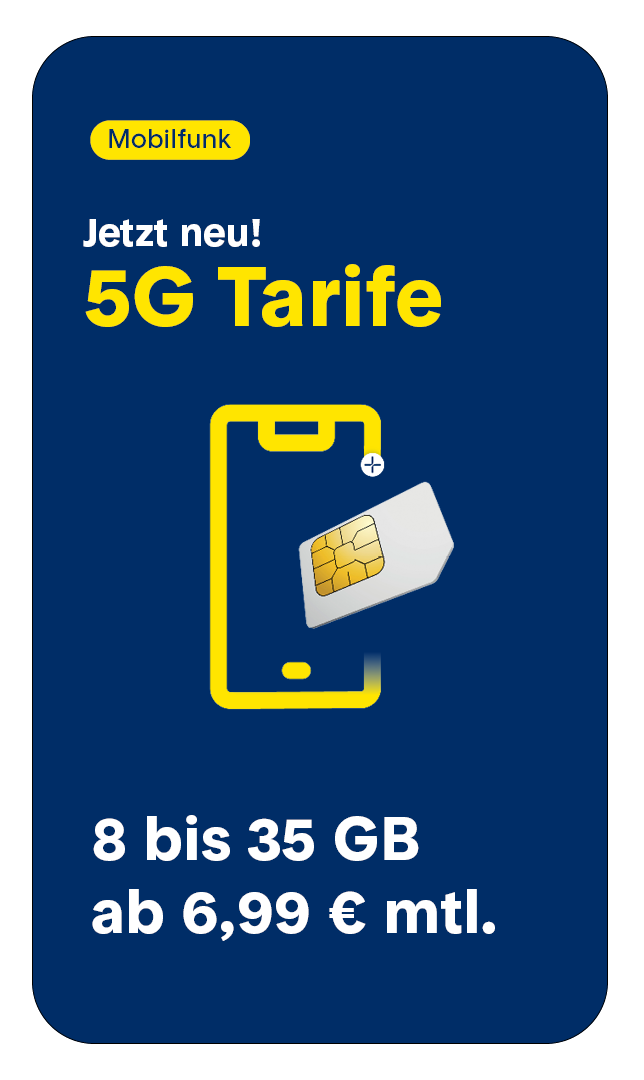 Mobilfunk
Jetzt neu!
5G Tarife
8 bis 35 GB
ab 6,99 € mtl.